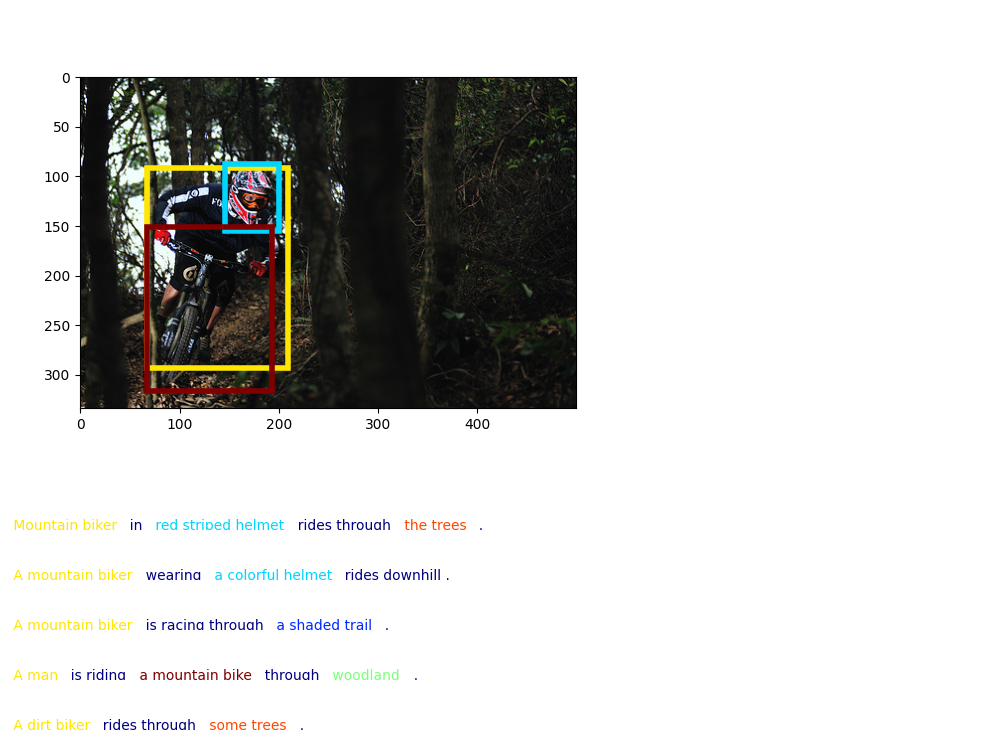 0
50
100
150
200
250
300
0 100 200 300 400
FO
Mountain biker in red striped helmet rides through the trees .
A mountain biker wearing a colorful helmet rides downhill .
A mountain biker is racing through a shaded trail .
A man is riding a mountain bike through woodland .
A dirt biker rides through some trees .